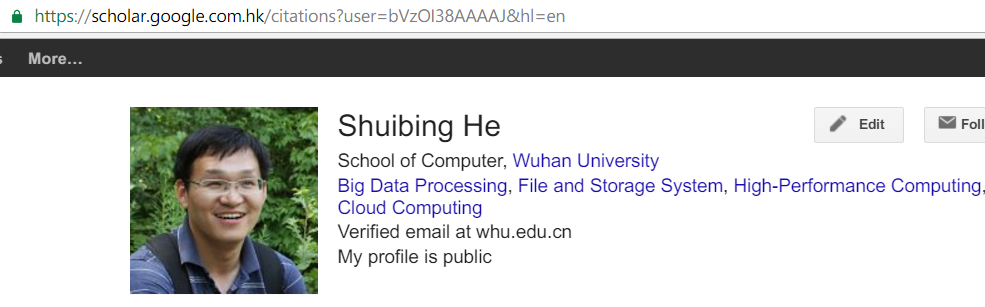 https://scholar.google.com.hk/citations?user=bVzOl38AAAAJ&hl=en
More…
Shuibing He
Edit
School of Computer, Wuhan University
Big Data Processing, File and Storage System, High-Performance Computing,
Cloud Computing
Verified email at whu.edu.cn
My profile is public